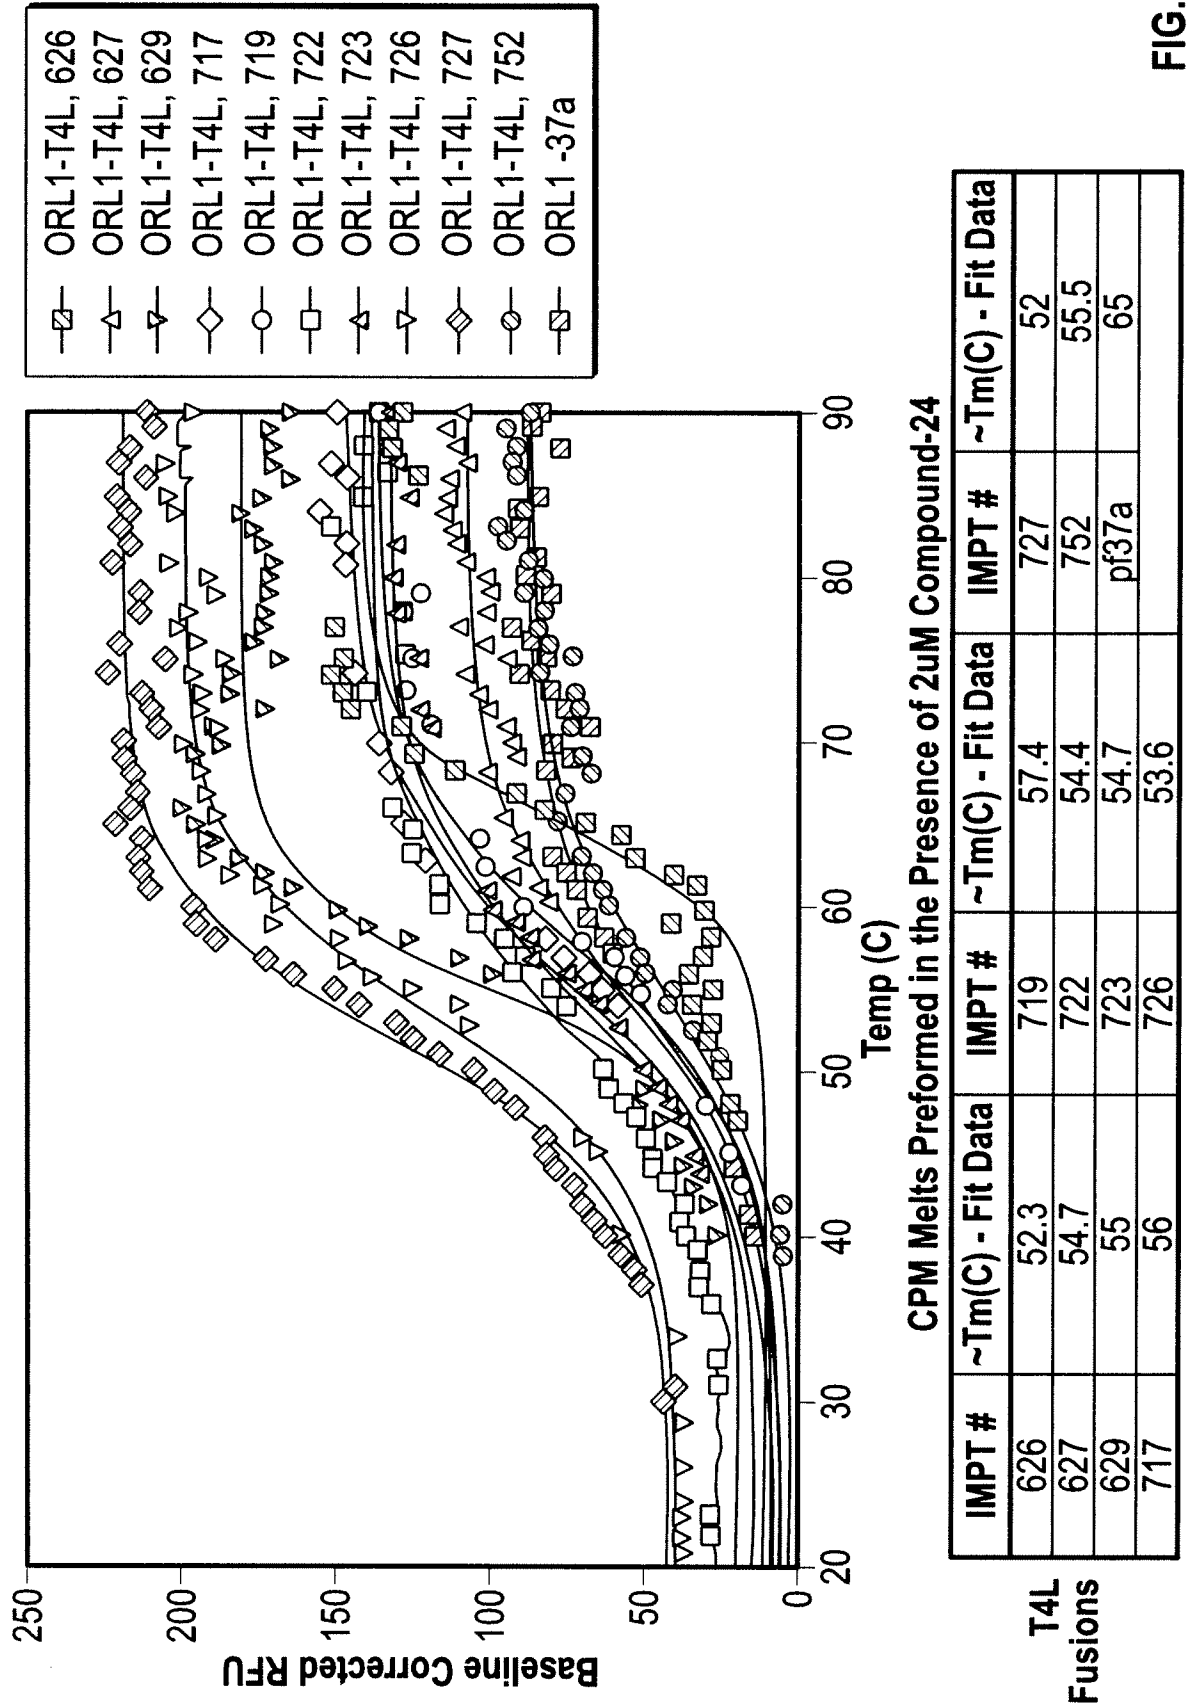 250
200
150
100
50
0
Baseline Corrected RFU
20
30
40
50
60
70
80
90
Temp (C)
ORL1-T4L, 626
ORL1-T4L, 627
ORL1-T4L, 629
ORL1-T4L, 717
ORL1-T4L, 719
ORL1-T4L, 722
ORL1-T4L, 723
ORL1-T4L, 726
ORL1-T4L, 727
ORL1-T4L, 752
ORL1 -37a
CPM Melts Preformed in the Presence of 2uM Compound-24
T4L
Fusions
IMPT # ~Tm(C) - Fit Data IMPT # ~Tm(C) - Fit Data IMPT # ~Tm(C) - Fit Data
626 52.3 719 57.4 727 52
627 54.7 722 54.4 752 55.5
629 55 723 54.7 pf37a 65
717 56 726 53.6
FIG.